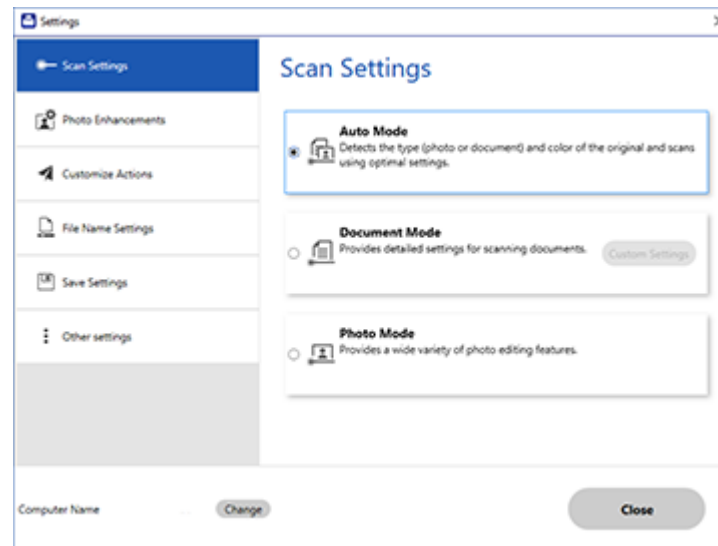 Settings
Scan Settings
Photo Enhancements
Customize Actions
File Name Settings
Save Settings
Other settings
Scan Settings
Auto Mode
Detects the type (photo or document) and color of the original and scans
using optimal settings.
Document Mode
Provides detailed settings for scanning documents.
Custom Settings
Photo Mode
Provides a wide variety of photo editing features.
Computer Name
Change
Close